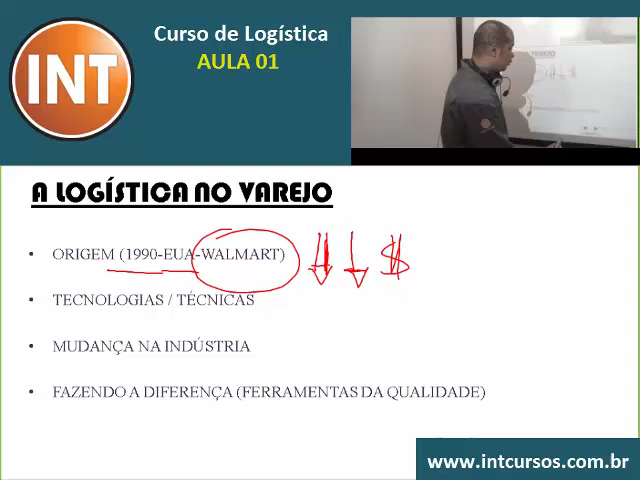 Curso de Logística
AULA 01
INT
A LOGÍSTICA NO VAREJO
• ORIGEM (1990-EUA-WALMART) $
• TECNOLOGIAS / TÉCNICAS
• MUDANÇA NA INDÚSTRIA
• FAZENDO A DIFERENÇA (FERRAMENTAS DA QUALIDADE)
www.intcursos.com.br